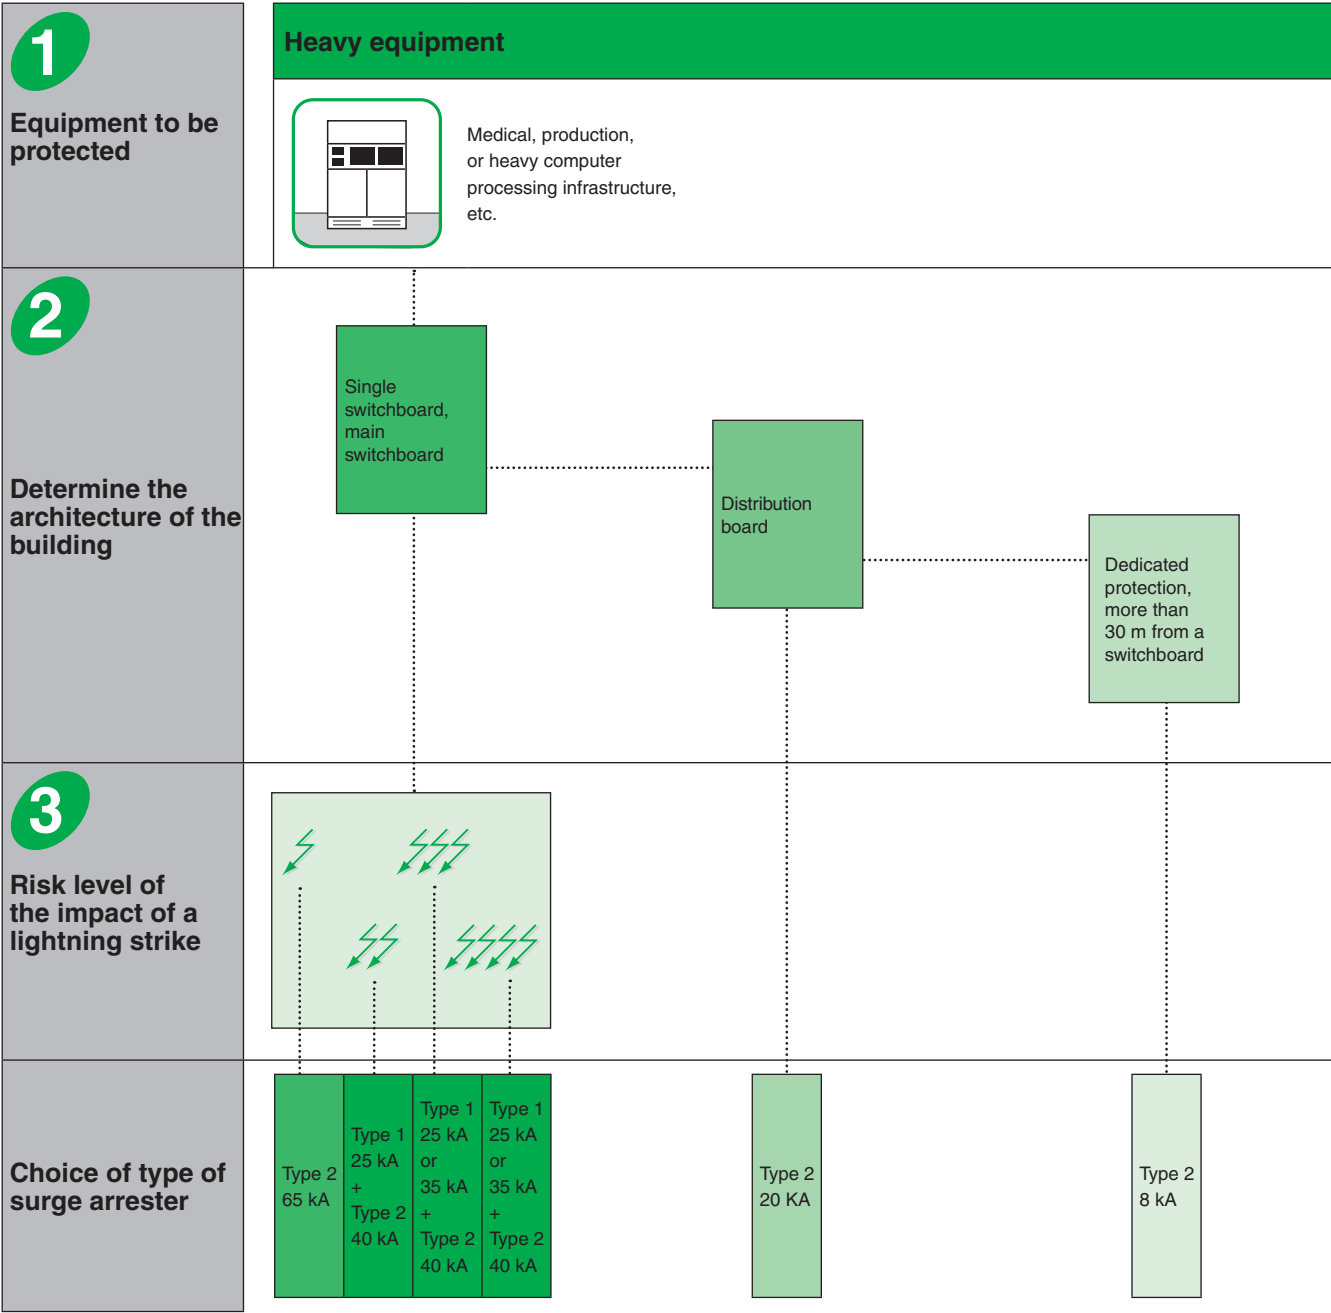 1
Equipment to be
protected
Heavy equipment
Medical, production,
or heavy computer
processing infrastructure,
etc.
2
Determine the
architecture of the
building
Single
switchboard,
main
switchboard
Distribution
board
Dedicated
protection,
more than
30 m from a
switchboard
3
Risk level of
the impact of a
lightning strike
Choice of type of
surge arrester
Type 2
65 kA
Type 1
25 kA
+
Type 2
40 kA
Type 1
25 kA
or
35 kA
+
Type 2
40 kA
Type 1
25 kA
or
35 kA
+
Type 2
40 kA
Type 2
20 KA
Type 2
8 kA